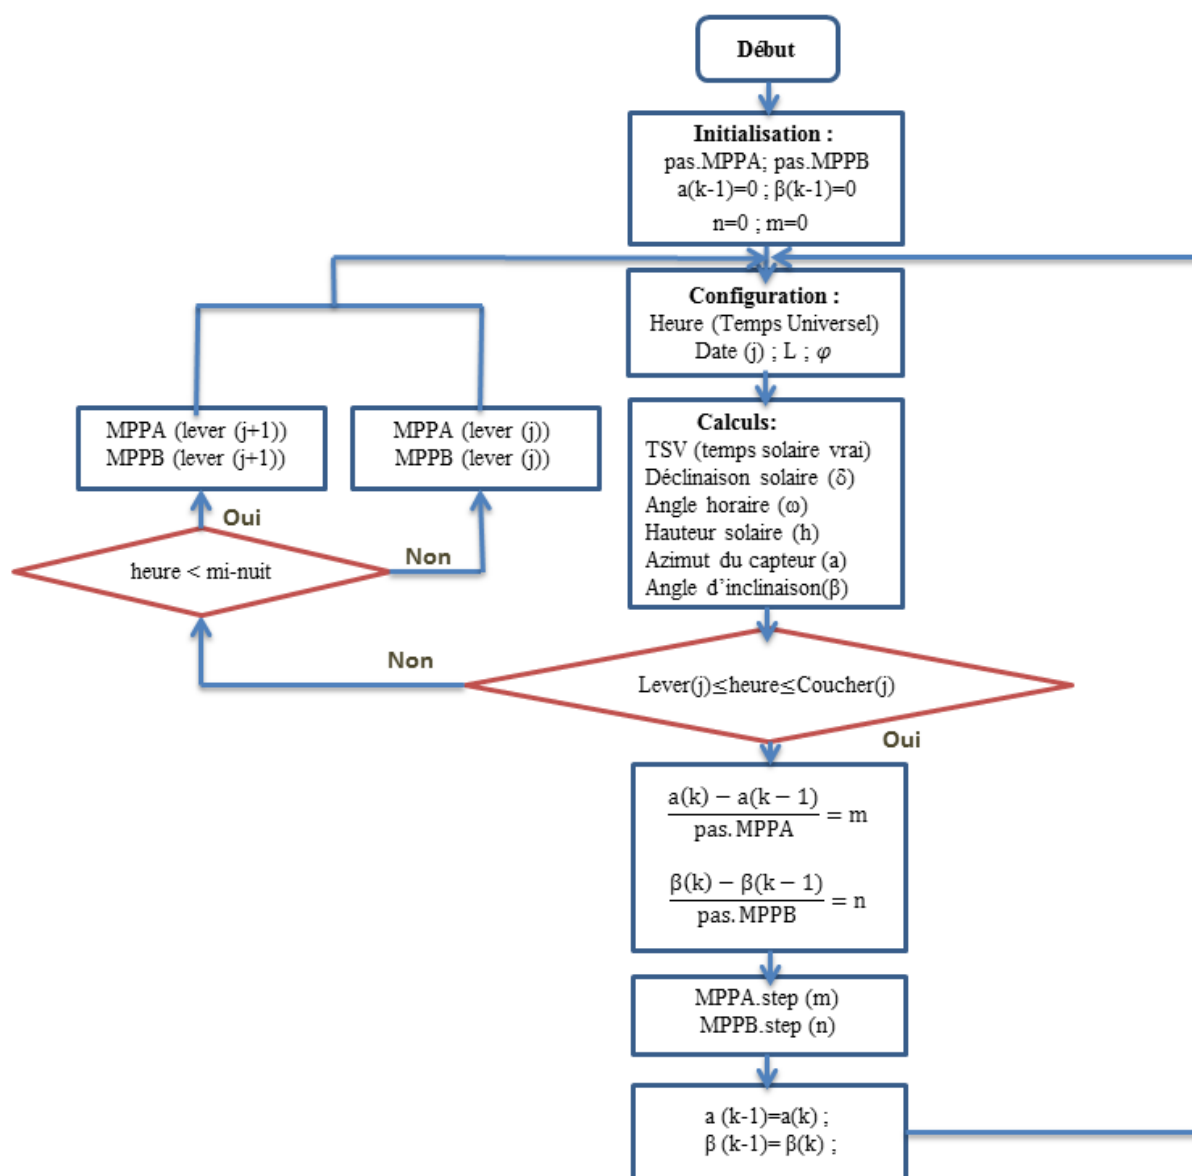 Début
Initialisation :
pas.MPPA; pas.MPPB
a(k-1)=0 ; β(k-1)=0
n=0 ; m=0
Configuration :
Heure (Temps Universel)
Date (j) ; L ; φ
Calculs:
TSV (temps solaire vrai)
Déclinaison solaire (δ)
Angle horaire (ω)
Hauteur solaire (h)
Azimut du capteur (a)
Angle d’inclinaison(β)
Lever(j)≤heure≤Coucher(j)
Non
heure < mi-nuit
Oui
MPPA (lever (j+1))
MPPB (lever (j+1))
Non
MPPA (lever (j))
MPPB (lever (j))
Oui
a(k) − a(k − 1)
pas. MPPA
= m
β(k) − β(k − 1)
pas. MPPB
= n
MPPA.step (m)
MPPB.step (n)
a (k-1)=a(k) ;
β (k-1)= β(k) ;